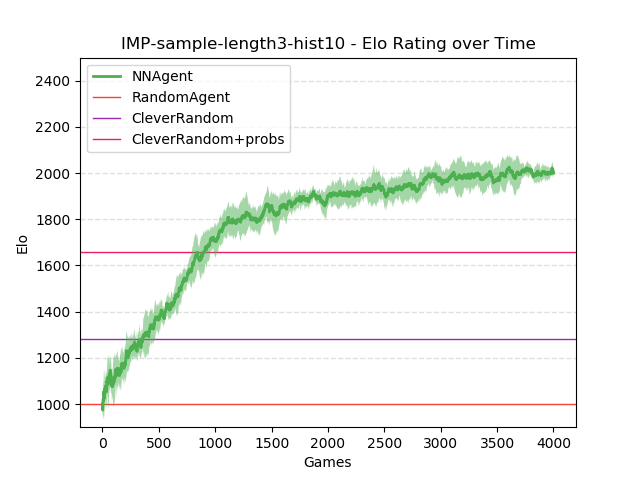 IMP-sample-length3-hist10 - Elo Rating over Time
NNAgent
RandomAgent
CleverRandom
CleverRandom+probs
2400
2200
2000
1800
1600
1400
1200
1000
Elo
0 500 1000 1500 2000 2500 3000 3500 4000
Games